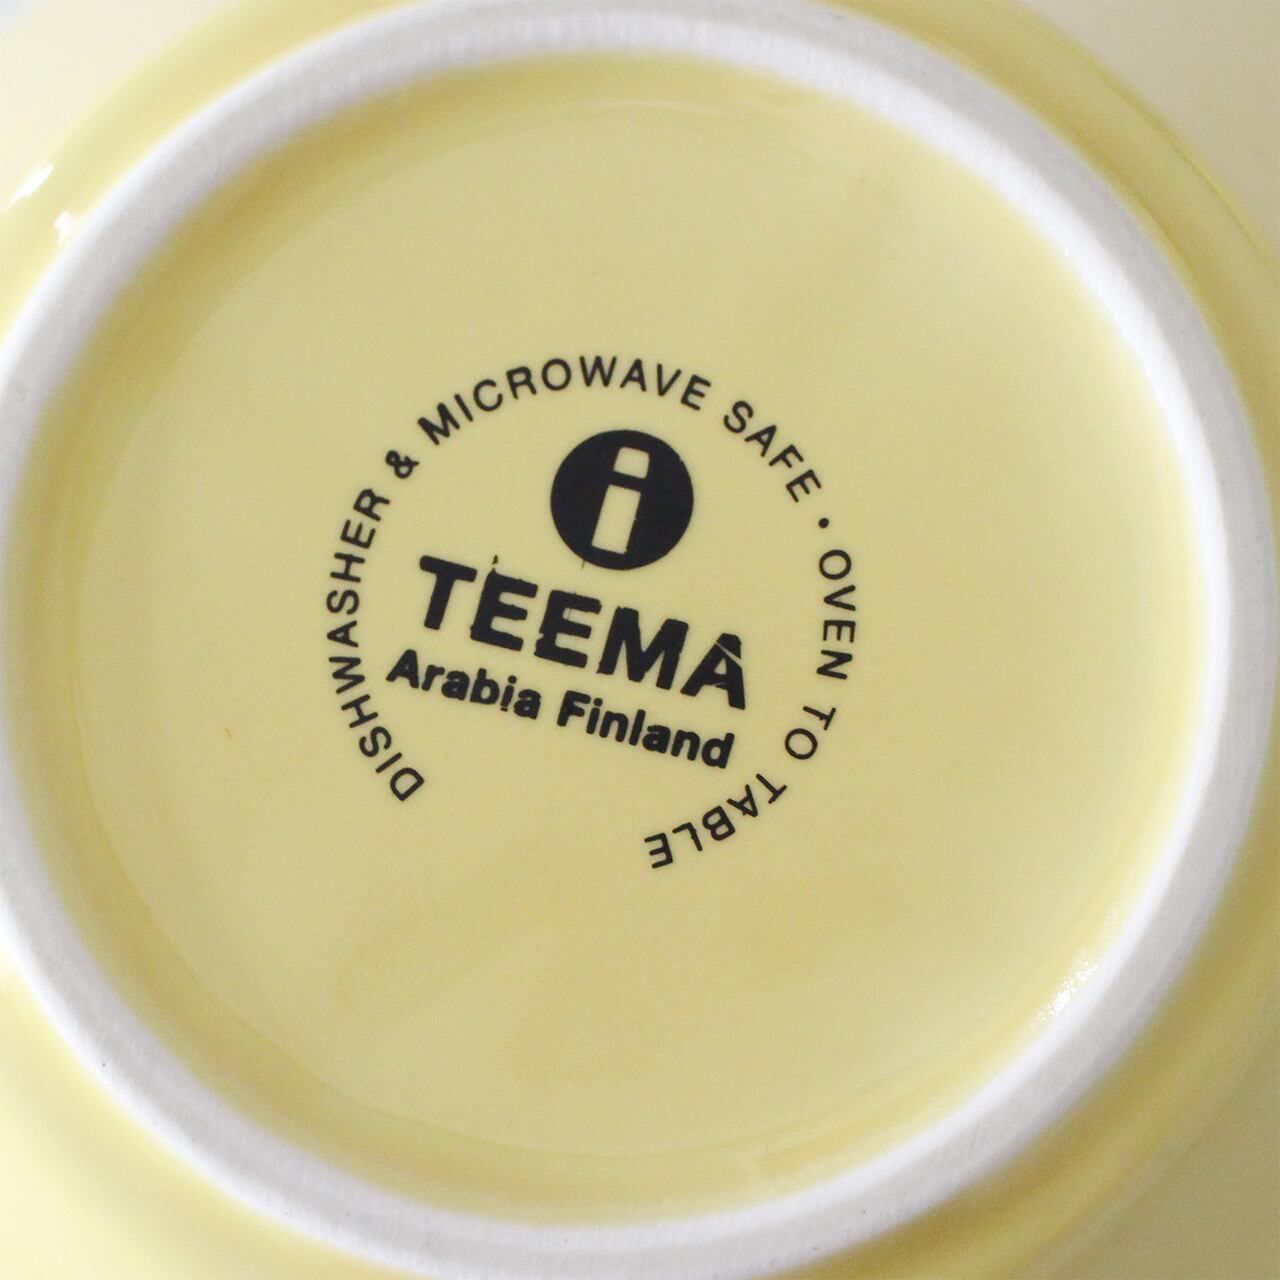 DISHWASHER & MICROWAVE SAFE • OVEN TO TABLE
i
TEEMA
Arabia Finland